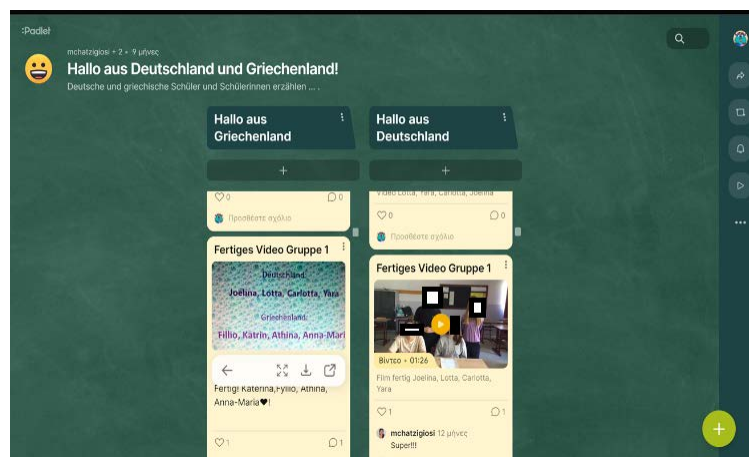 :Padlet
mchatzigiosi • 2 • 9 μήνες
Hallo aus Deutschland und Griechenland!
Deutsche und griechische Schüler und Schülerinnen erzählen ... .
Hallo aus
Griechenland
+
0
0
Προσθέστε σχόλιο
Fertiges Video Gruppe 1
Deutschland:
Joelina, Lotta, Carlotta, Yara
Griechenland:
Fillio, Katrin, Athina, Anna-Mari
Fertig! Katerina,Fyllio, Athina,
Anna-Maria♥!
1
1
Hallo aus
Deutschland
+
Video Lotta, Yara, Carlotta, Joelina
0
0
Προσθέστε σχόλιο
Fertiges Video Gruppe 1
Βίντεο • 01:26
Film fertig Joelina, Lotta, Carlotta,
Yara
1
1
mchatzigiosi 12 μήνες
Super!!!
+